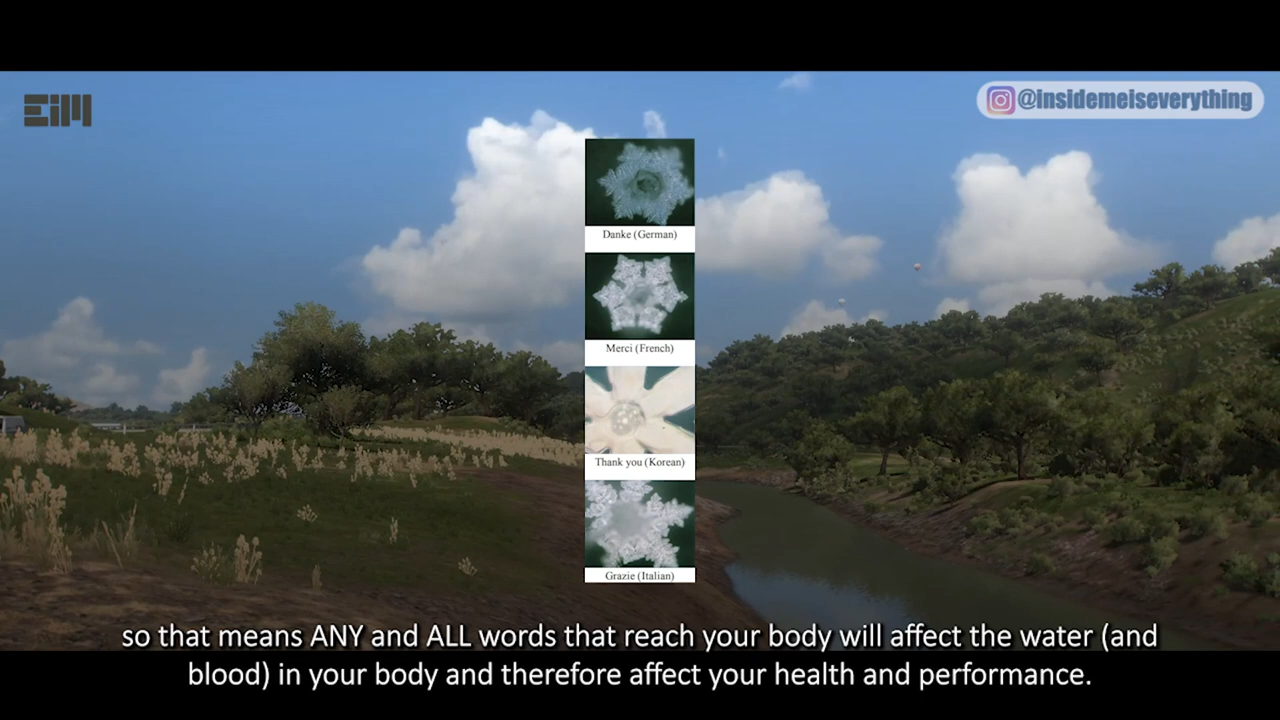 EiM
@insidemeiseverything
Danke (German)
Merci (French)
Thank you (Korean)
Grazie (Italian)
so that means ANY and ALL words that reach your body will affect the water (and
blood) in your body and therefore affect your health and performance.